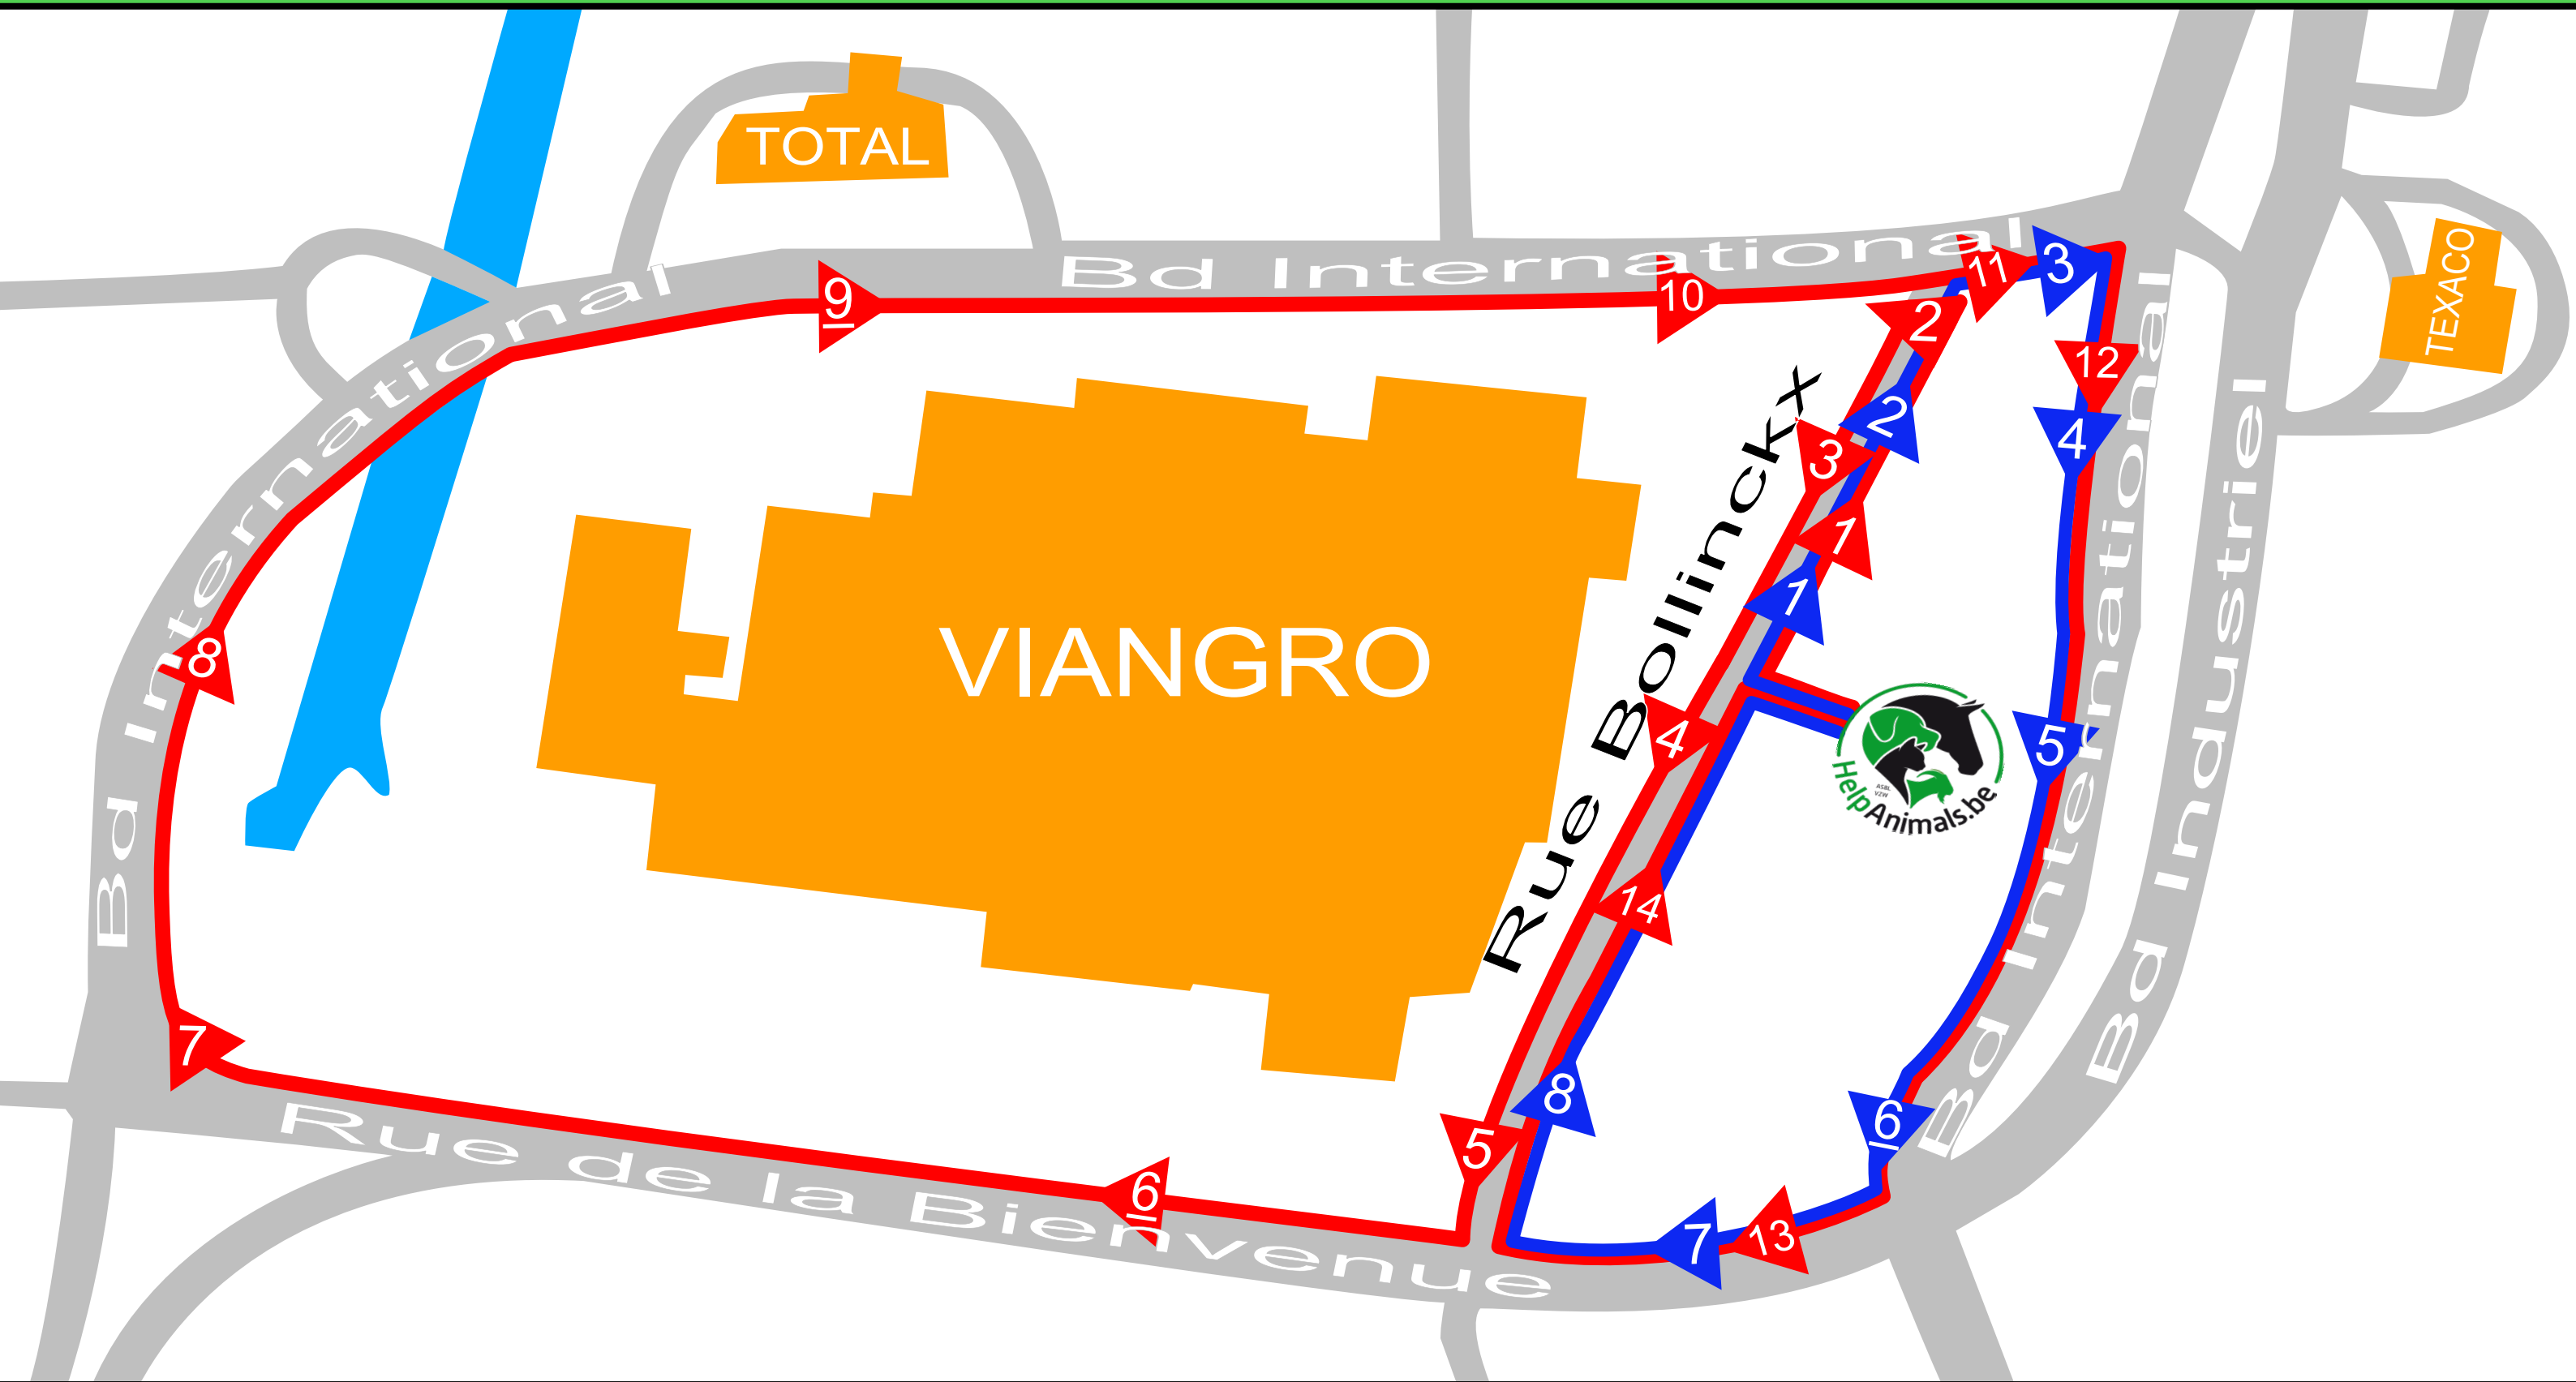 TOTAL
TEXACO
Bd International
Bd International
Bd International
Bd Industriel
Rue Bollinckx
VIANGRO
Rue de la Bienvenue
HelpAnimals.be
ASBL
VZW
1
2
3
4
5
6
7
8
9
10
11
12
13
14
1
2
3
4
5
6
7
8